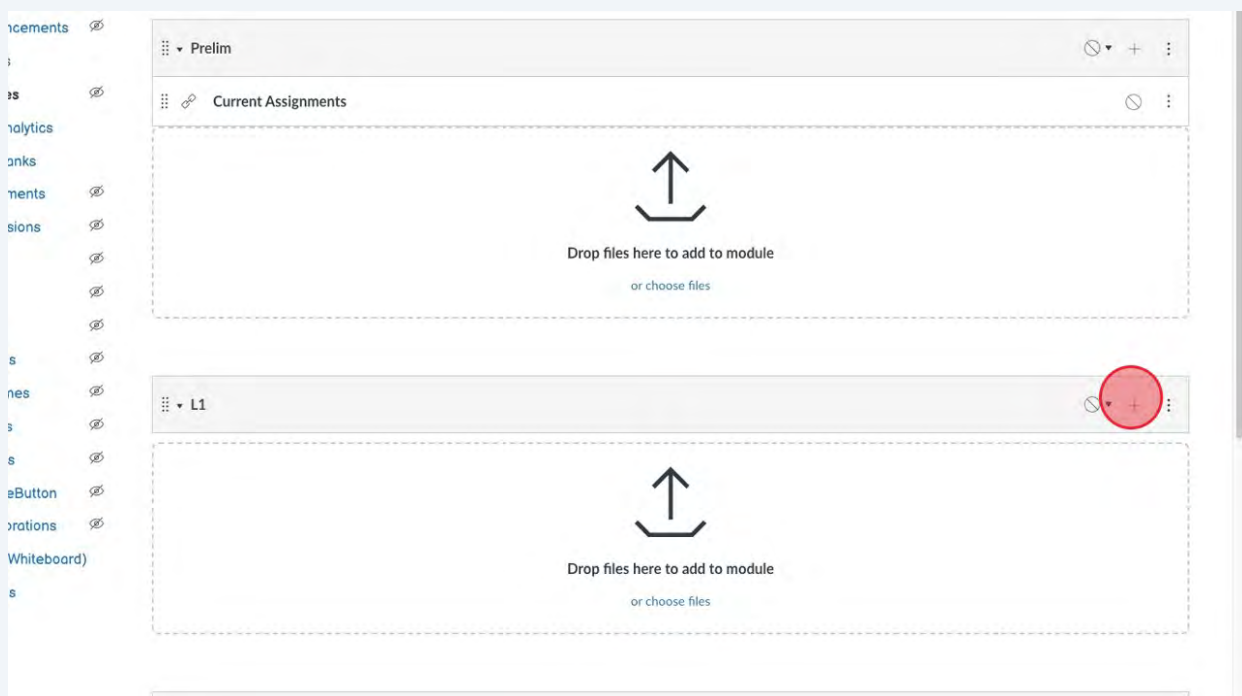 ncements
Prelim
s
es
Current Assignments
nalytics
anks
ments
sions
Drop files here to add to module
or choose files
s
nes
L1
s
s
eButton
orations
Whiteboard)
Drop files here to add to module
s
or choose files